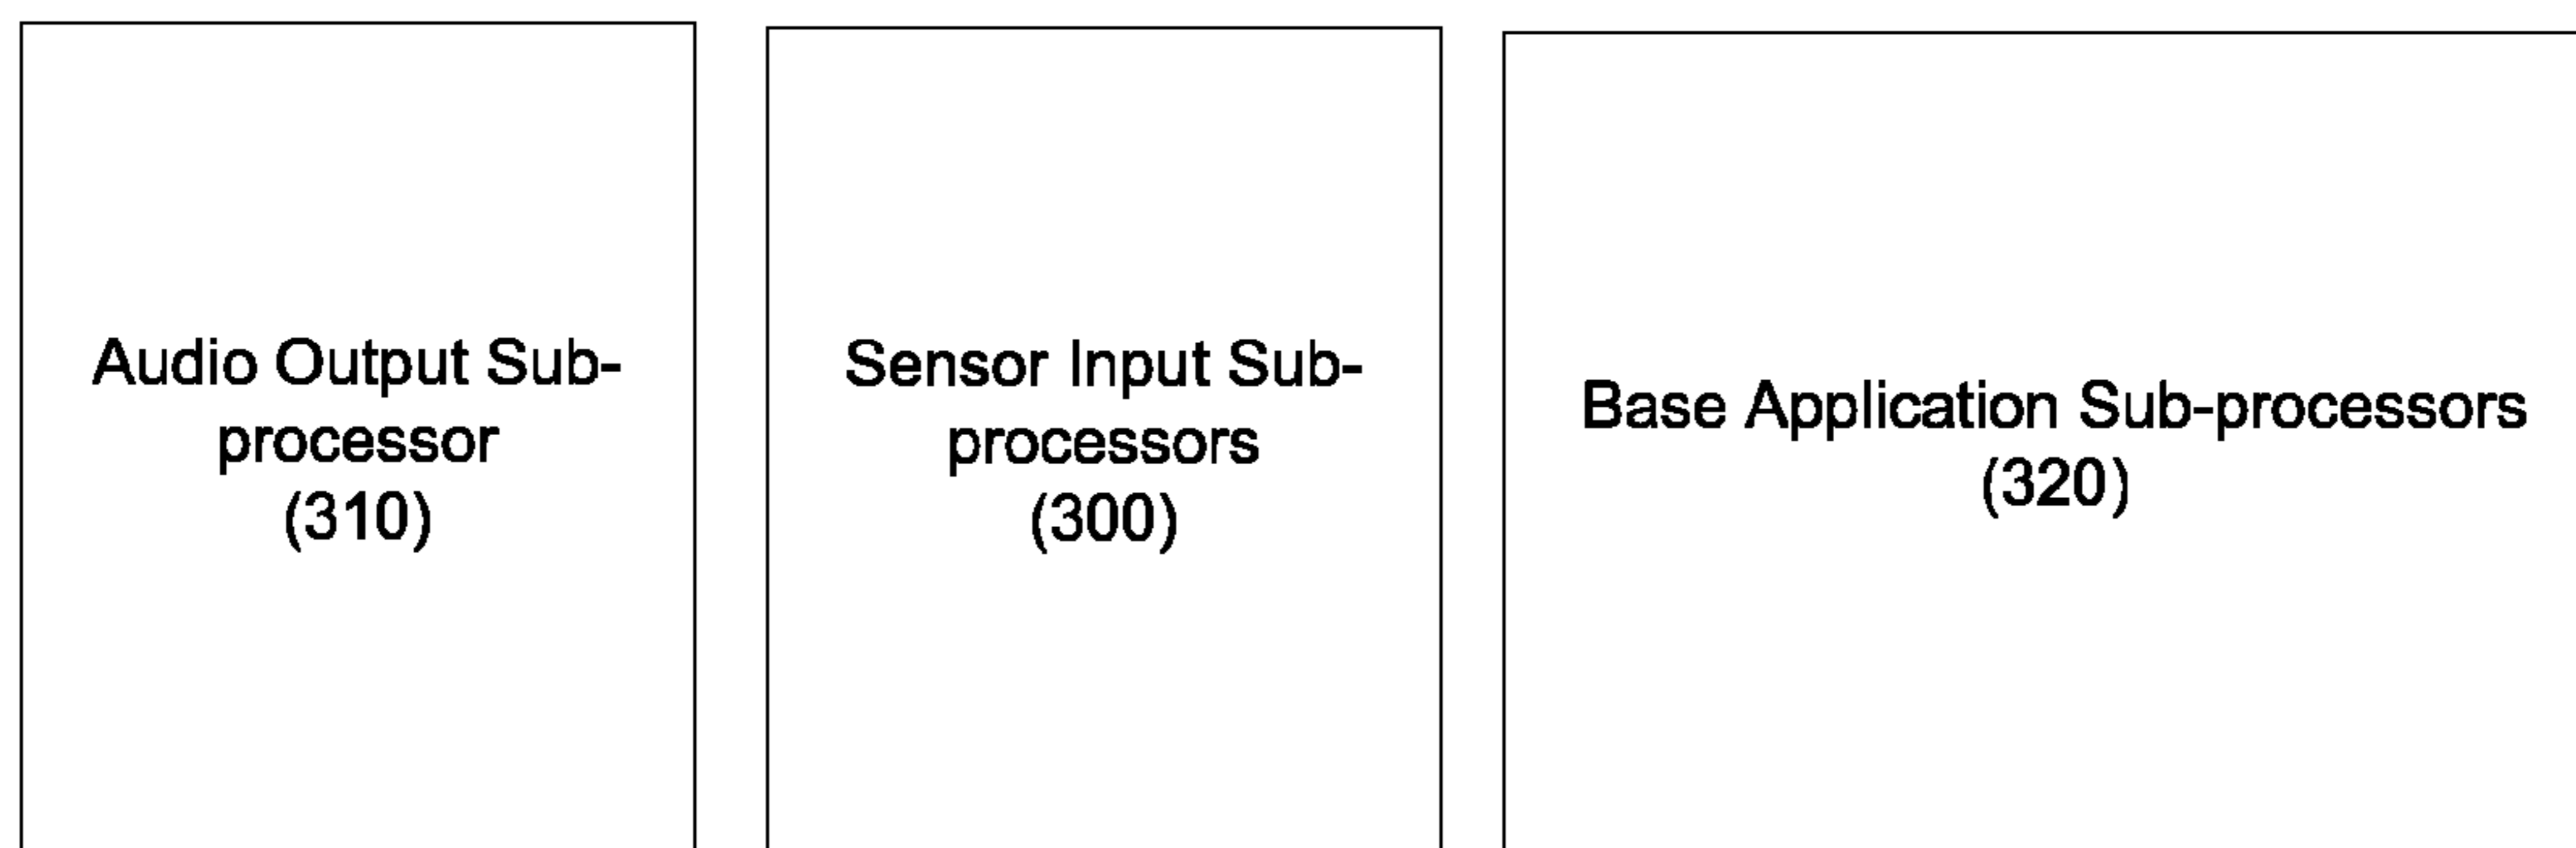 Audio Output Sub-
processor
(310)
Sensor Input Sub-
processors
(300)
Base Application Sub-processors
(320)